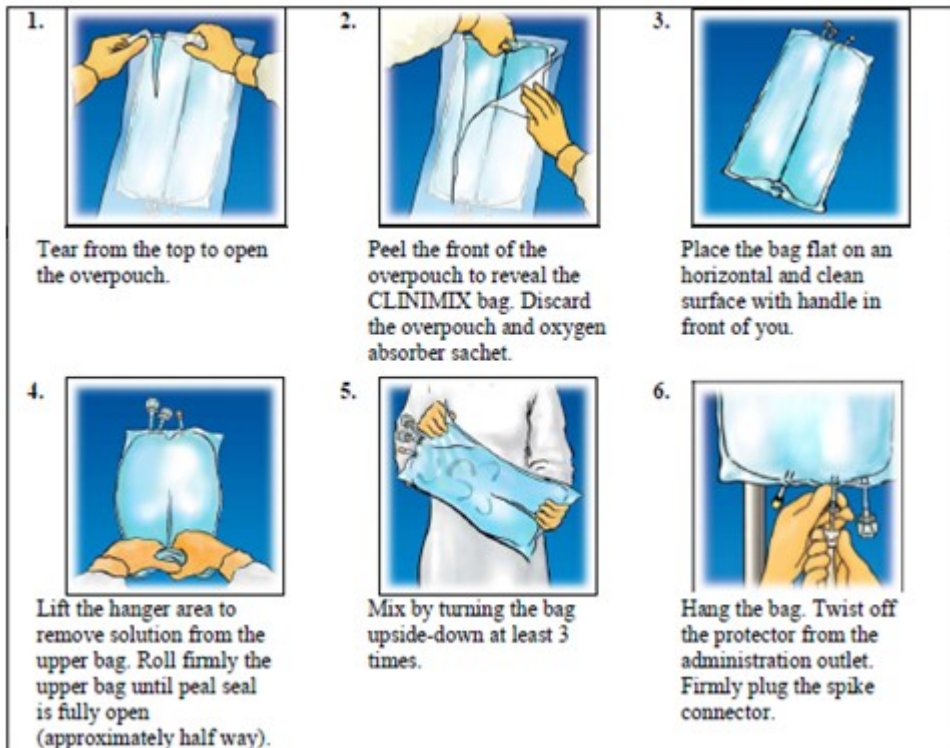 1.
Tear from the top to open
the overpouch.
2.
Peel the front of the
overpouch to reveal the
CLINIMIX bag. Discard
the overpouch and oxygen
absorber sachet.
3.
Place the bag flat on an
horizontal and clean
surface with handle in
front of you.
4.
Lift the hanger area to
remove solution from the
upper bag. Roll firmly the
upper bag until peal seal
is fully open
(approximately half way).
5.
Mix by turning the bag
upside-down at least 3
times.
6.
Hang the bag. Twist off
the protector from the
administration outlet.
Firmly plug the spike
connector.